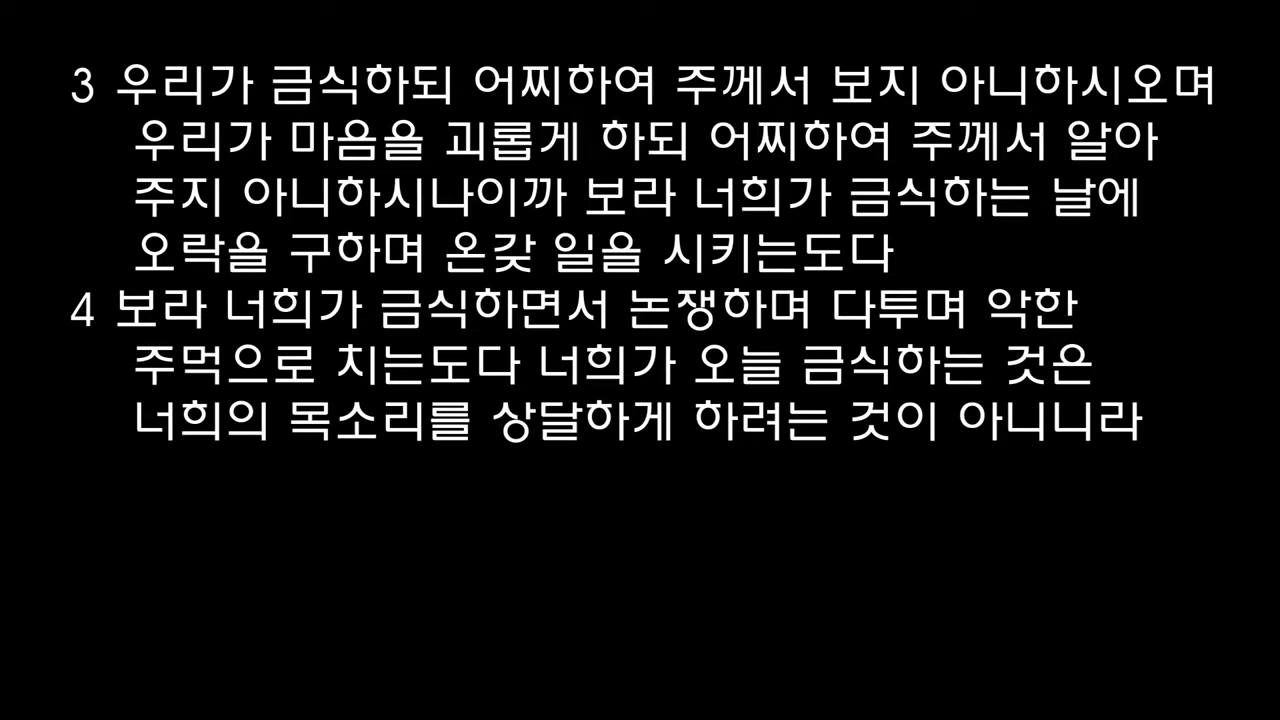 3 우리가 금식하되 어찌하여 주께서 보지 아니하시오며
우리가 마음을 괴롭게 하되 어찌하여 주께서 알아
주지 아니하시나이까 보라 너희가 금식하는 날에
오락을 구하며 온갖 일을 시키는도다
4 보라 너희가 금식하면서 논쟁하며 다투며 악한
주먹으로 치는도다 너희가 오늘 금식하는 것은
너희의 목소리를 상달하게 하려는 것이 아니니라